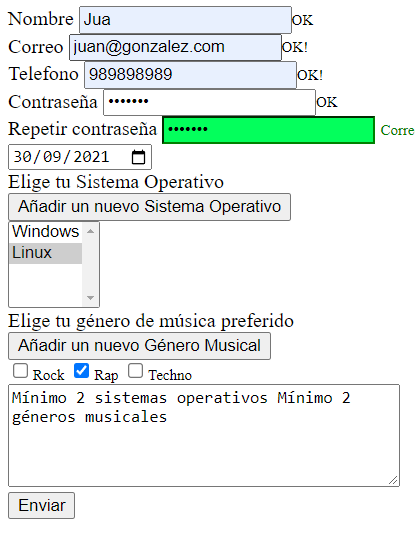 Nombre Jua OK
Correo juan@gonzalez.com OK!
Telefono 989898989 OK!
Contraseña ••••••• OK
Repetir contraseña ••••••• Corre
30/09/2021
Elige tu Sistema Operativo
Añadir un nuevo Sistema Operativo
Windows
Linux
Elige tu género de música preferido
Añadir un nuevo Género Musical
Rock Rap Techno
Mínimo 2 sistemas operativos Mínimo 2
géneros musicales
Enviar